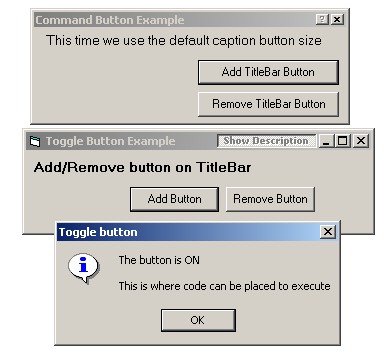 Command Button Example
This time we use the default caption button size
Add TitleBar Button
Remove TitleBar Button
Toggle Button Example Show Description
Add/Remove button on TitleBar
Add Button Remove Button
Toggle button
The button is ON
This is where code can be placed to execute
OK